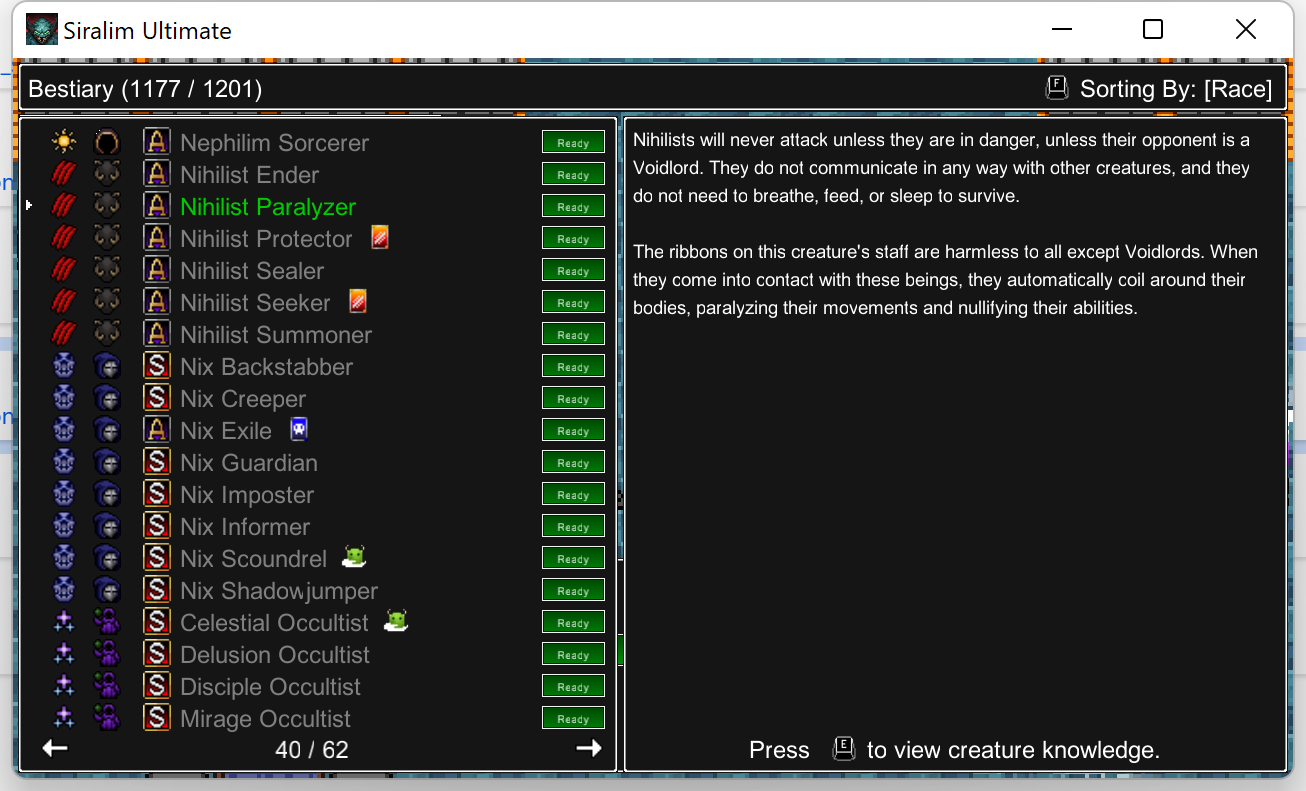 Siralim Ultimate
Bestiary (1177 / 1201)
F Sorting By: [Race]
A Nephilim Sorcerer Ready
A Nihilist Ender Ready
A Nihilist Paralyzer Ready
A Nihilist Protector Ready
A Nihilist Sealer Ready
A Nihilist Seeker Ready
A Nihilist Summoner Ready
S Nix Backstabber Ready
S Nix Creeper Ready
A Nix Exile Ready
S Nix Guardian Ready
S Nix Imposter Ready
S Nix Informer Ready
S Nix Scoundrel Ready
S Nix Shadowjumper Ready
S Celestial Occultist Ready
S Delusion Occultist Ready
S Disciple Occultist Ready
S Mirage Occultist Ready
40 / 62
Nihilists will never attack unless they are in danger, unless their opponent is a
Voidlord. They do not communicate in any way with other creatures, and they
do not need to breathe, feed, or sleep to survive.
The ribbons on this creature's staff are harmless to all except Voidlords. When
they come into contact with these beings, they automatically coil around their
bodies, paralyzing their movements and nullifying their abilities.
Press E to view creature knowledge.